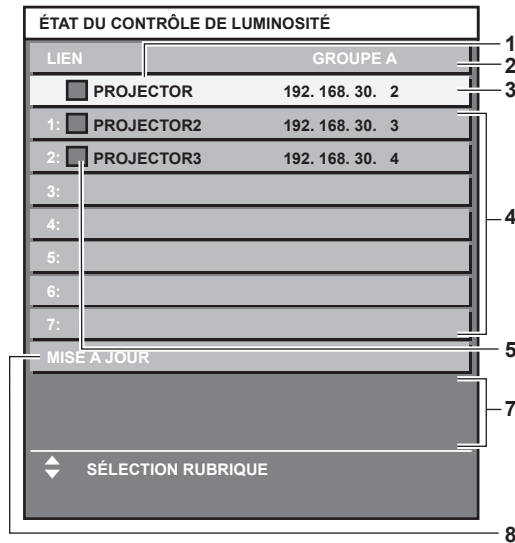 ÉTAT DU CONTRÔLE DE LUMINOSITÉ
LIEN GROUPE A
PROJECTOR 192. 168. 30. 2
1: PROJECTOR2 192. 168. 30. 3
2: PROJECTOR3 192. 168. 30. 4
3:
4:
5:
6:
7:
MISE A JOUR
SÉLECTION RUBRIQUE
1
2
3
4
5
7
8